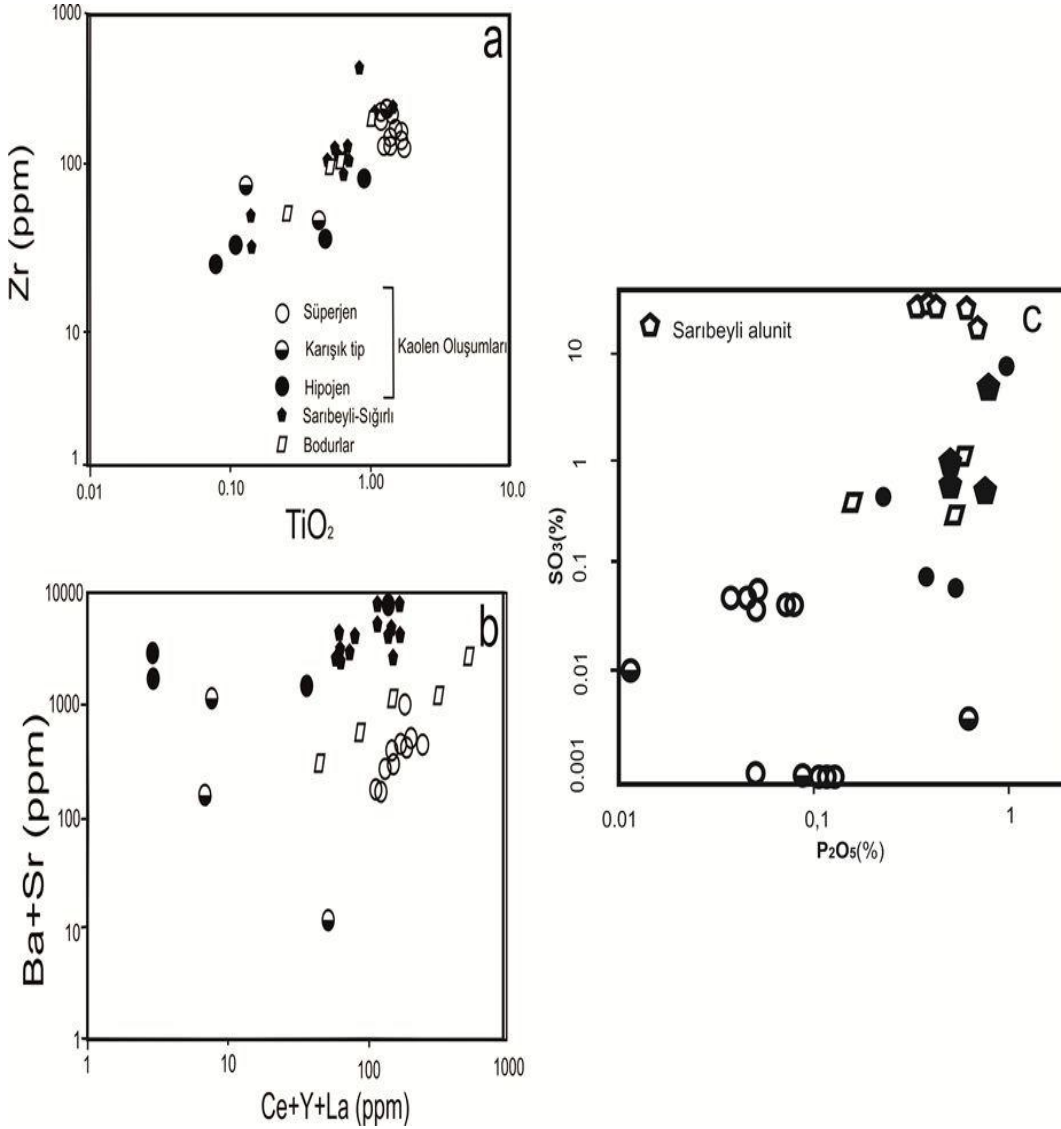 1000
a
100
10
1
Zr (ppm)
0.01
0.10
1.00
10.0
TiO₂
Süperjen
Karışık tip
Hipojen
Kaolen Oluşumları
Sarıbeyli-Sığırlı
Bodurlar
10000
b
1000
100
10
1
Ba+Sr (ppm)
1
10
100
1000
Ce+Y+La (ppm)
Sarıbeyli alunit
c
10
1
0.1
0.01
0.001
SO₃(%)
0.01
0,1
1
P₂O₅(%)